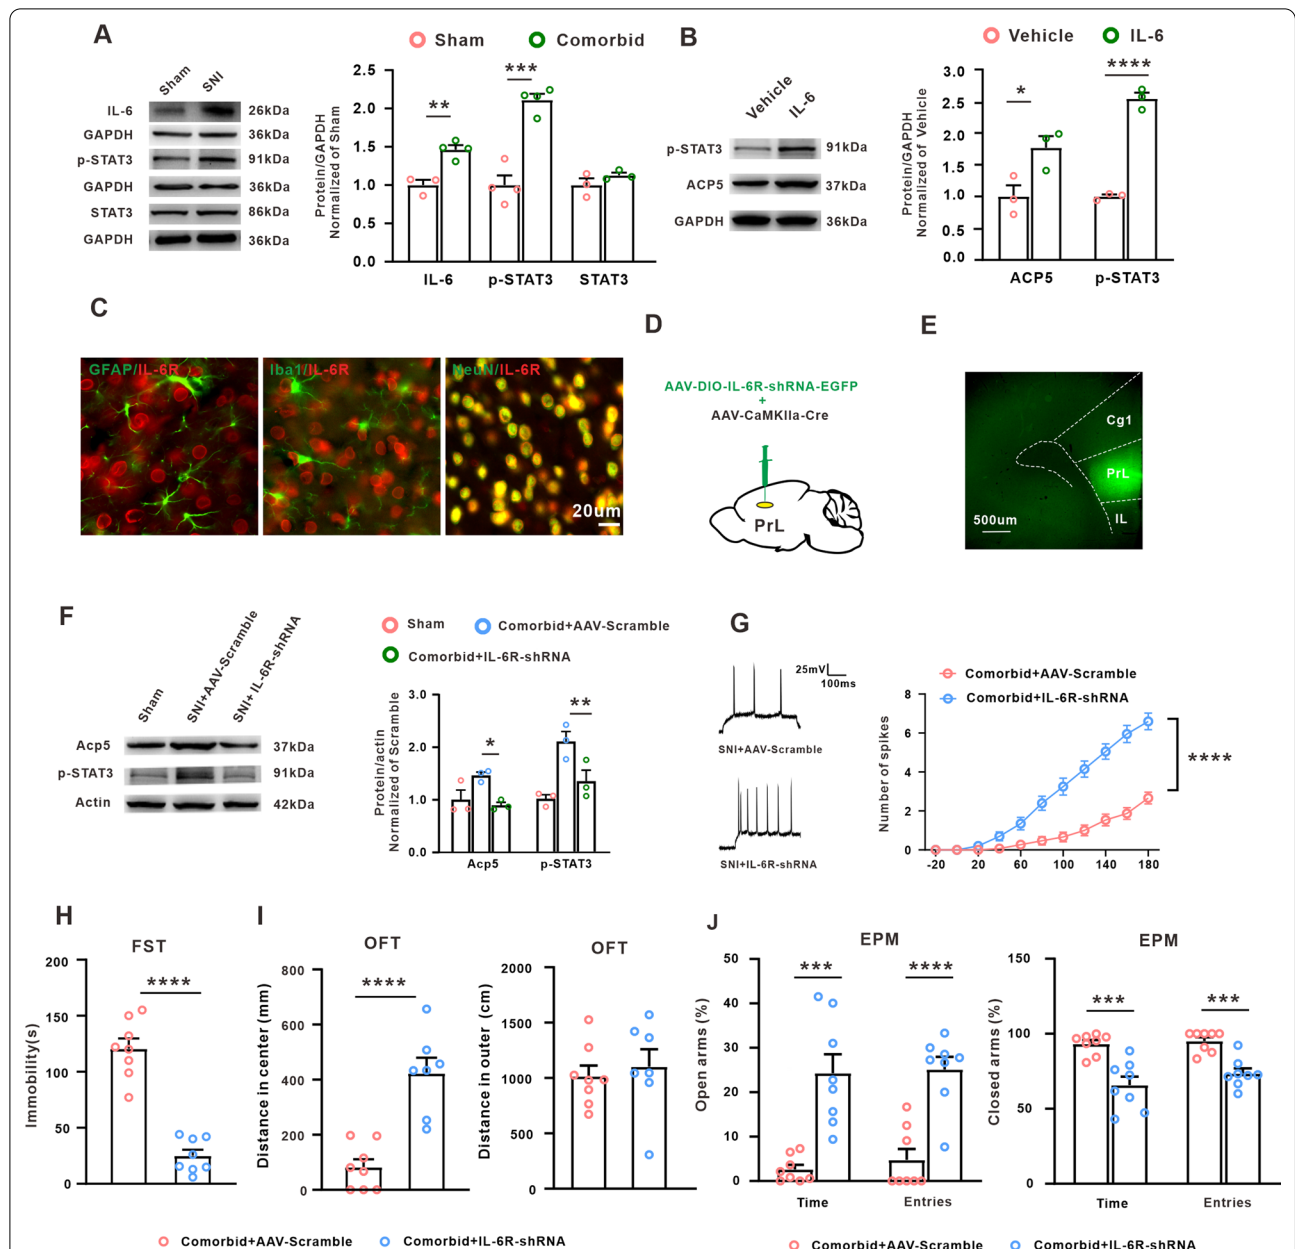 A
Sham
Comorbid
Sham
SNI
IL-6
26kDa
GAPDH
36kDa
p-STAT3
91kDa
GAPDH
36kDa
STAT3
86kDa
GAPDH
36kDa
Protein/GAPDH
Normalized of Sham
2.5
2.0
1.5
1.0
0.5
0.0
**
***
IL-6
p-STAT3
STAT3
B
Vehicle
IL-6
Vehicle
IL-6
p-STAT3
91kDa
ACP5
37kDa
GAPDH
36kDa
Protein/GAPDH
Normalized of Vehicle
3.0
2.5
2.0
1.5
1.0
0.5
0.0
*
****
ACP5
p-STAT3
C
GFAP/IL-6R
Iba1/IL-6R
NeuN/IL-6R
20um
D
AAV-DIO-IL-6R-shRNA-EGFP
+
AAV-CaMKIIa-Cre
PrL
E
Cg1
PrL
IL
500um
F
Sham
SNI+AAV-Scramble
SNI+ IL-6R-shRNA
Acp5
37kDa
p-STAT3
91kDa
Actin
42kDa
Sham
Comorbid+AAV-Scramble
Comorbid+IL-6R-shRNA
Protein/actin
Normalized of Scramble
3.0
2.0
1.0
0.0
*
**
Acp5
p-STAT3
G
25mV
100ms
SNI+AAV-Scramble
SNI+IL-6R-shRNA
Comorbid+AAV-Scramble
Comorbid+IL-6R-shRNA
Number of spikes
8
6
4
2
0
-20
20
60
100
140
180
****
H
FST
Immobility(s)
200
150
100
50
0
****
I
OFT
Distance in center (mm)
800
600
400
200
0
****
OFT
Distance in outer (cm)
2000
1500
1000
500
0
J
EPM
Open arms (%)
50
40
30
20
10
0
***
****
Time
Entries
EPM
Closed arms (%)
150
100
50
0
***
***
Time
Entries
Comorbid+AAV-Scramble
Comorbid+IL-6R-shRNA
Comorbid+AAV-Scramble
Comorbid+IL-6R-shRNA